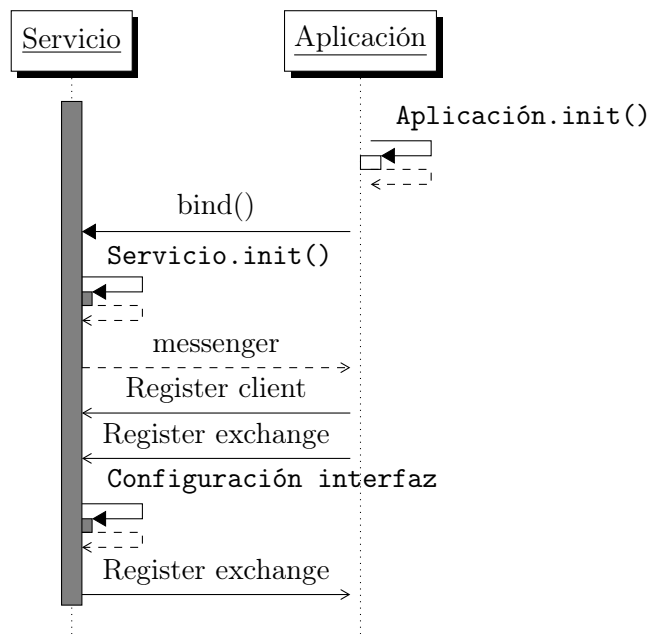 Servicio
Aplicación
Aplicación.init()
bind()
Servicio.init()
messenger
Register client
Register exchange
Configuración interfaz
Register exchange